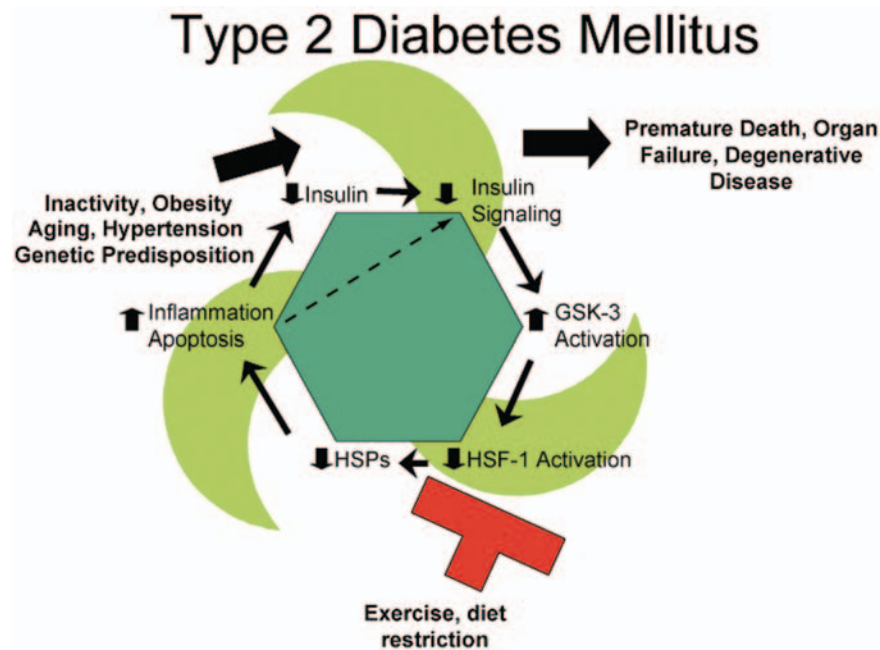 Type 2 Diabetes Mellitus
Premature Death, Organ
Failure, Degenerative
Disease
Inactivity, Obesity
Aging, Hypertension
Genetic Predisposition
Insulin
Insulin
Signaling
GSK-3
Activation
HSF-1 Activation
HSPs
Inflammation
Apoptosis
Exercise, diet
restriction